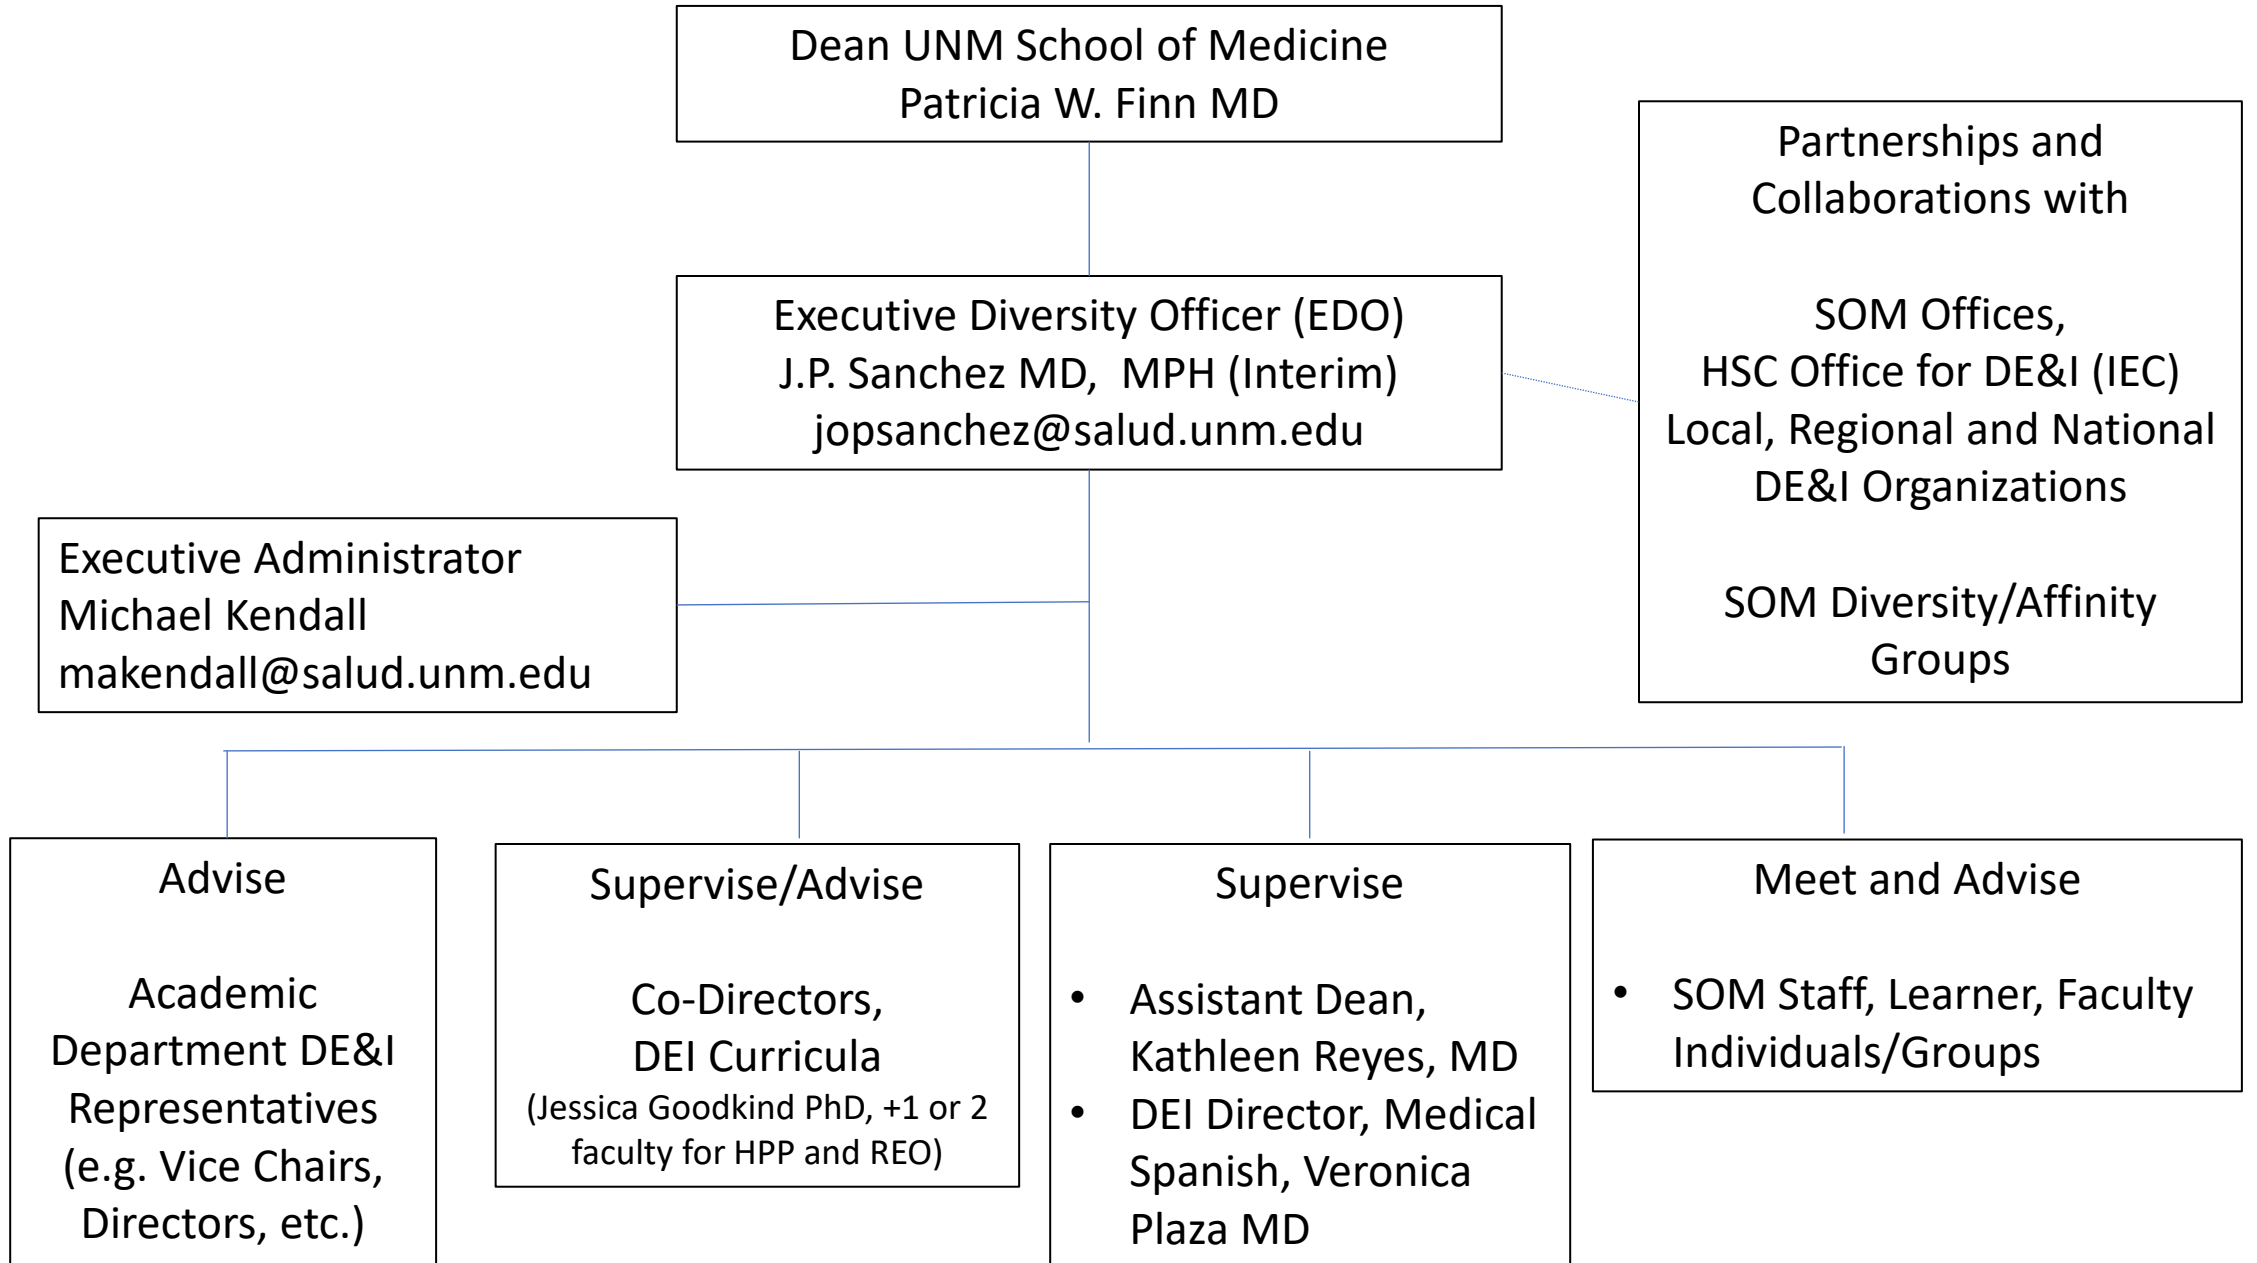 Dean UNM School of Medicine
Patricia W. Finn MD
Partnerships and
Collaborations with
SOM Offices,
HSC Office for DE&I (IEC)
Local, Regional and National
DE&I Organizations
SOM Diversity/Affinity
Groups
Executive Diversity Officer (EDO)
J.P. Sanchez MD,  MPH (Interim)
jopsanchez@salud.unm.edu
Executive Administrator
Michael Kendall
makendall@salud.unm.edu
Advise
Academic
Department DE&I
Representatives
(e.g. Vice Chairs,
Directors, etc.)
Supervise/Advise
Co-Directors,
DEI Curricula
(Jessica Goodkind PhD, +1 or 2
faculty for HPP and REO)
Supervise
• Assistant Dean,
Kathleen Reyes, MD
• DEI Director, Medical
Spanish, Veronica
Plaza MD
Meet and Advise
• SOM Staff, Learner, Faculty
Individuals/Groups